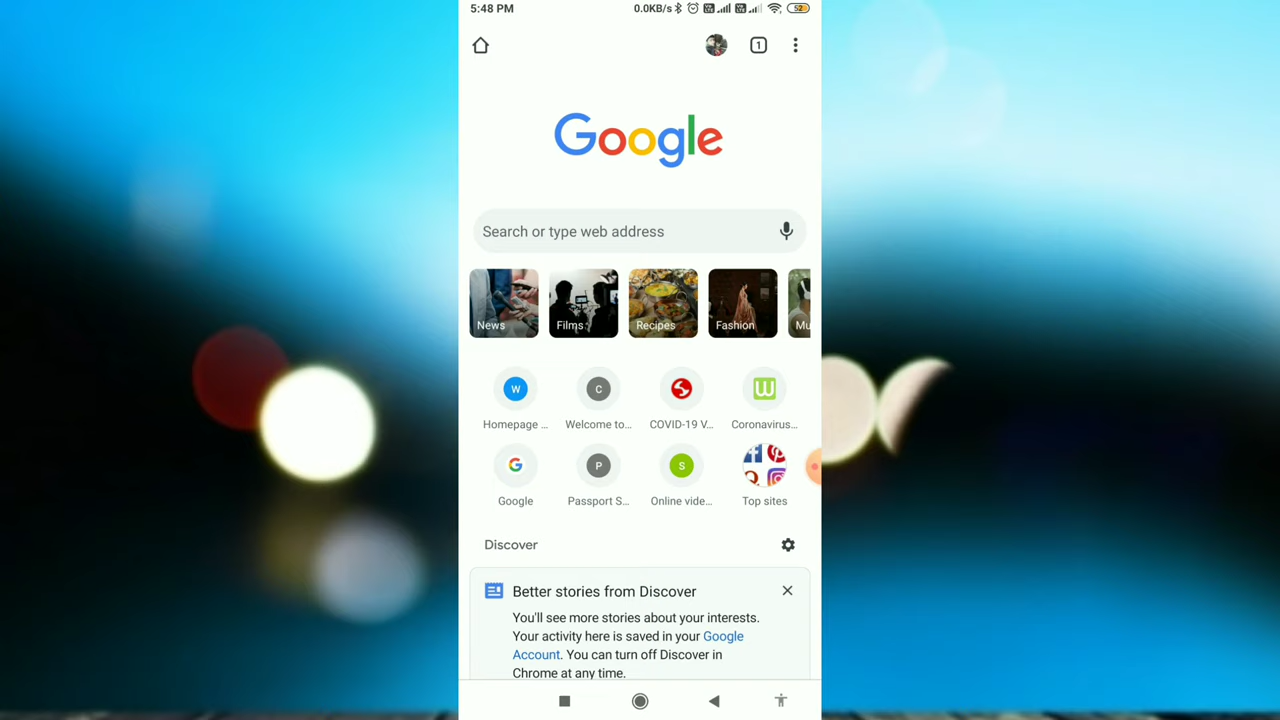 5:48 PM
0.0KB/s
52
1
Google
Search or type web address
News
Films
Recipes
Fashion
Mu
W
C
W
Homepage ...
Welcome to...
COVID-19 V...
Coronavirus...
G
P
S
Google
Passport S...
Online vide...
Top sites
Discover
Better stories from Discover
You'll see more stories about your interests.
Your activity here is saved in your Google
Account. You can turn off Discover in
Chrome at any time.